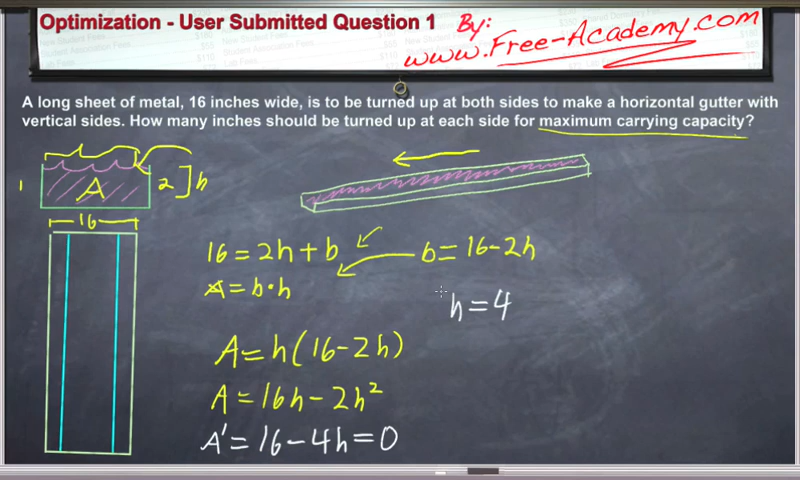 Optimization - User Submitted Question 1
By:
www.Free-Academy.com
A long sheet of metal, 16 inches wide, is to be turned up at both sides to make a horizontal gutter with
vertical sides. How many inches should be turned up at each side for maximum carrying capacity?
1 A 2 h
16
16 = 2h + b b = 16 - 2h
A = b • h
h = 4
A = h(16 - 2h)
A = 16h - 2h²
A' = 16 - 4h = 0